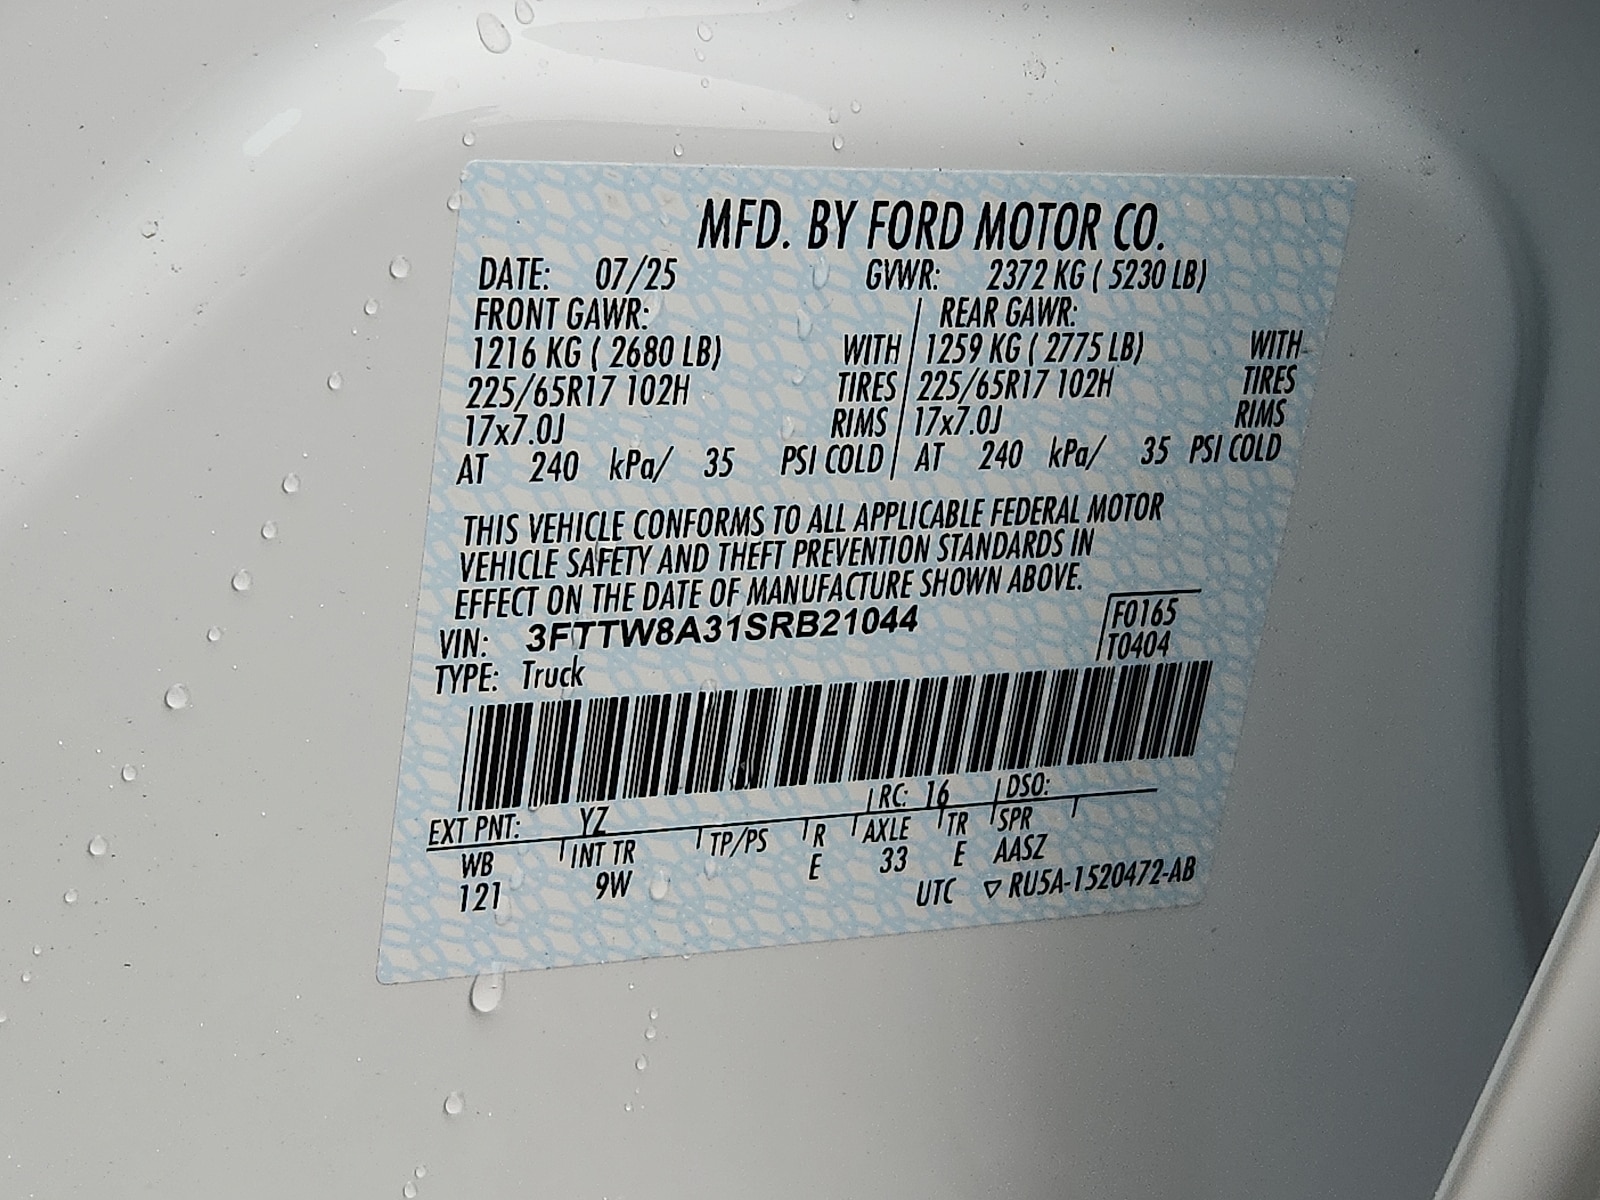 MFD. BY FORD MOTOR CO.
DATE: 07/25 GVWR: 2372 KG ( 5230 LB)
FRONT GAWR: REAR GAWR:
1216 KG ( 2680 LB) WITH 1259 KG ( 2775 LB) WITH
225/65R17 102H TIRES 225/65R17 102H TIRES
17x7.0J RIMS 17x7.0J RIMS
AT 240 kPa/ 35 PSI COLD AT 240 kPa/ 35 PSI COLD
THIS VEHICLE CONFORMS TO ALL APPLICABLE FEDERAL MOTOR
VEHICLE SAFETY AND THEFT PREVENTION STANDARDS IN
EFFECT ON THE DATE OF MANUFACTURE SHOWN ABOVE.
VIN: 3FTTW8A31SRB21044 F0165
TYPE: Truck T0404
EXT PNT: YZ RC: 16 DSO:
WB INT TR TP/PS R AXLE TR SPR
121 9W E 33 E AASZ
UTC ▽ RU5A-1520472-AB